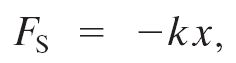 F_S = −kx,